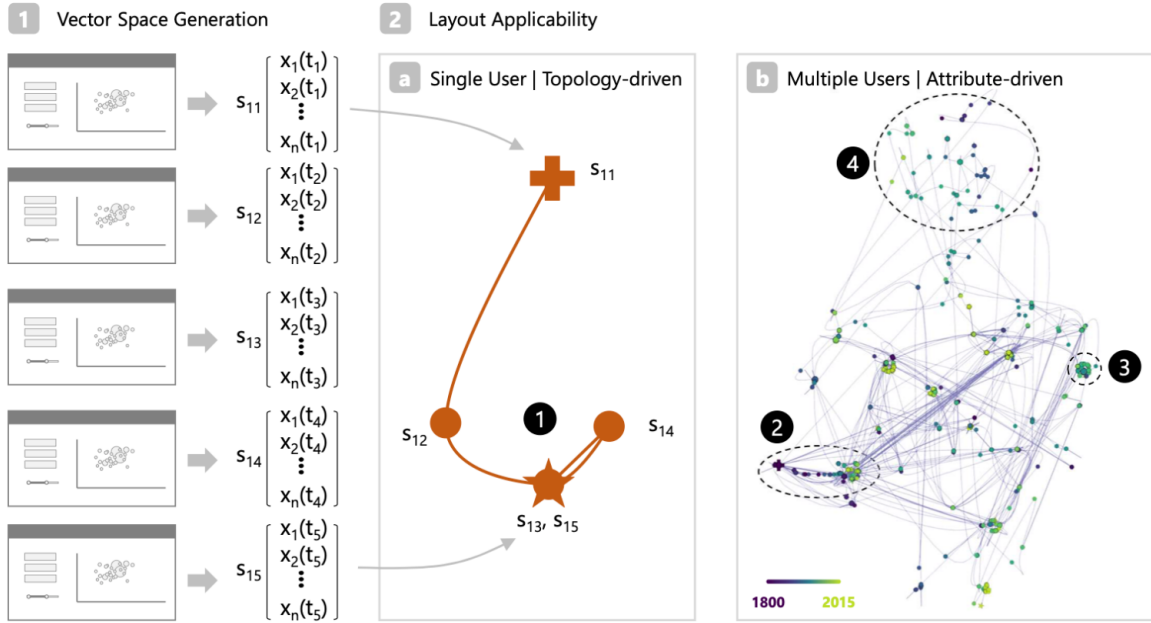 1 Vector Space Generation
2 Layout Applicability
s11
x1(t1)
x2(t1)
⋮
xn(t1)
s12
x1(t2)
x2(t2)
⋮
xn(t2)
s13
x1(t3)
x2(t3)
⋮
xn(t3)
s14
x1(t4)
x2(t4)
⋮
xn(t4)
s15
x1(t5)
x2(t5)
⋮
xn(t5)
a Single User | Topology-driven
s11
s12
1
s14
s13, s15
b Multiple Users | Attribute-driven
4
3
2
1800 2015